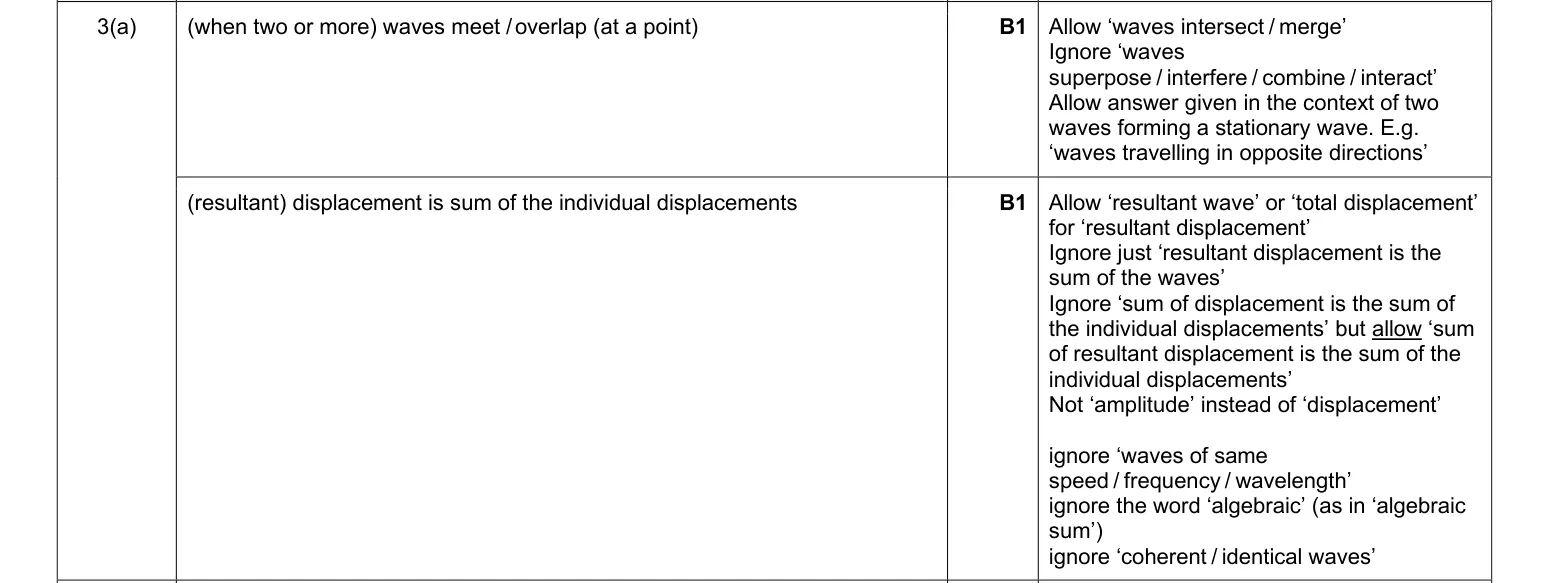 3(a)
(when two or more) waves meet / overlap (at a point)
B1
Allow ‘waves intersect / merge’
Ignore ‘waves
superpose / interfere / combine / interact’
Allow answer given in the context of two
waves forming a stationary wave. E.g.
‘waves travelling in opposite directions’
(resultant) displacement is sum of the individual displacements
B1
Allow ‘resultant wave’ or ‘total displacement’
for ‘resultant displacement’
Ignore just ‘resultant displacement is the
sum of the waves’
Ignore ‘sum of displacement is the sum of
the individual displacements’ but allow ‘sum
of resultant displacement is the sum of the
individual displacements’
Not ‘amplitude’ instead of ‘displacement’
ignore ‘waves of same
speed / frequency / wavelength’
ignore the word ‘algebraic’ (as in ‘algebraic
sum’)
ignore ‘coherent / identical waves’